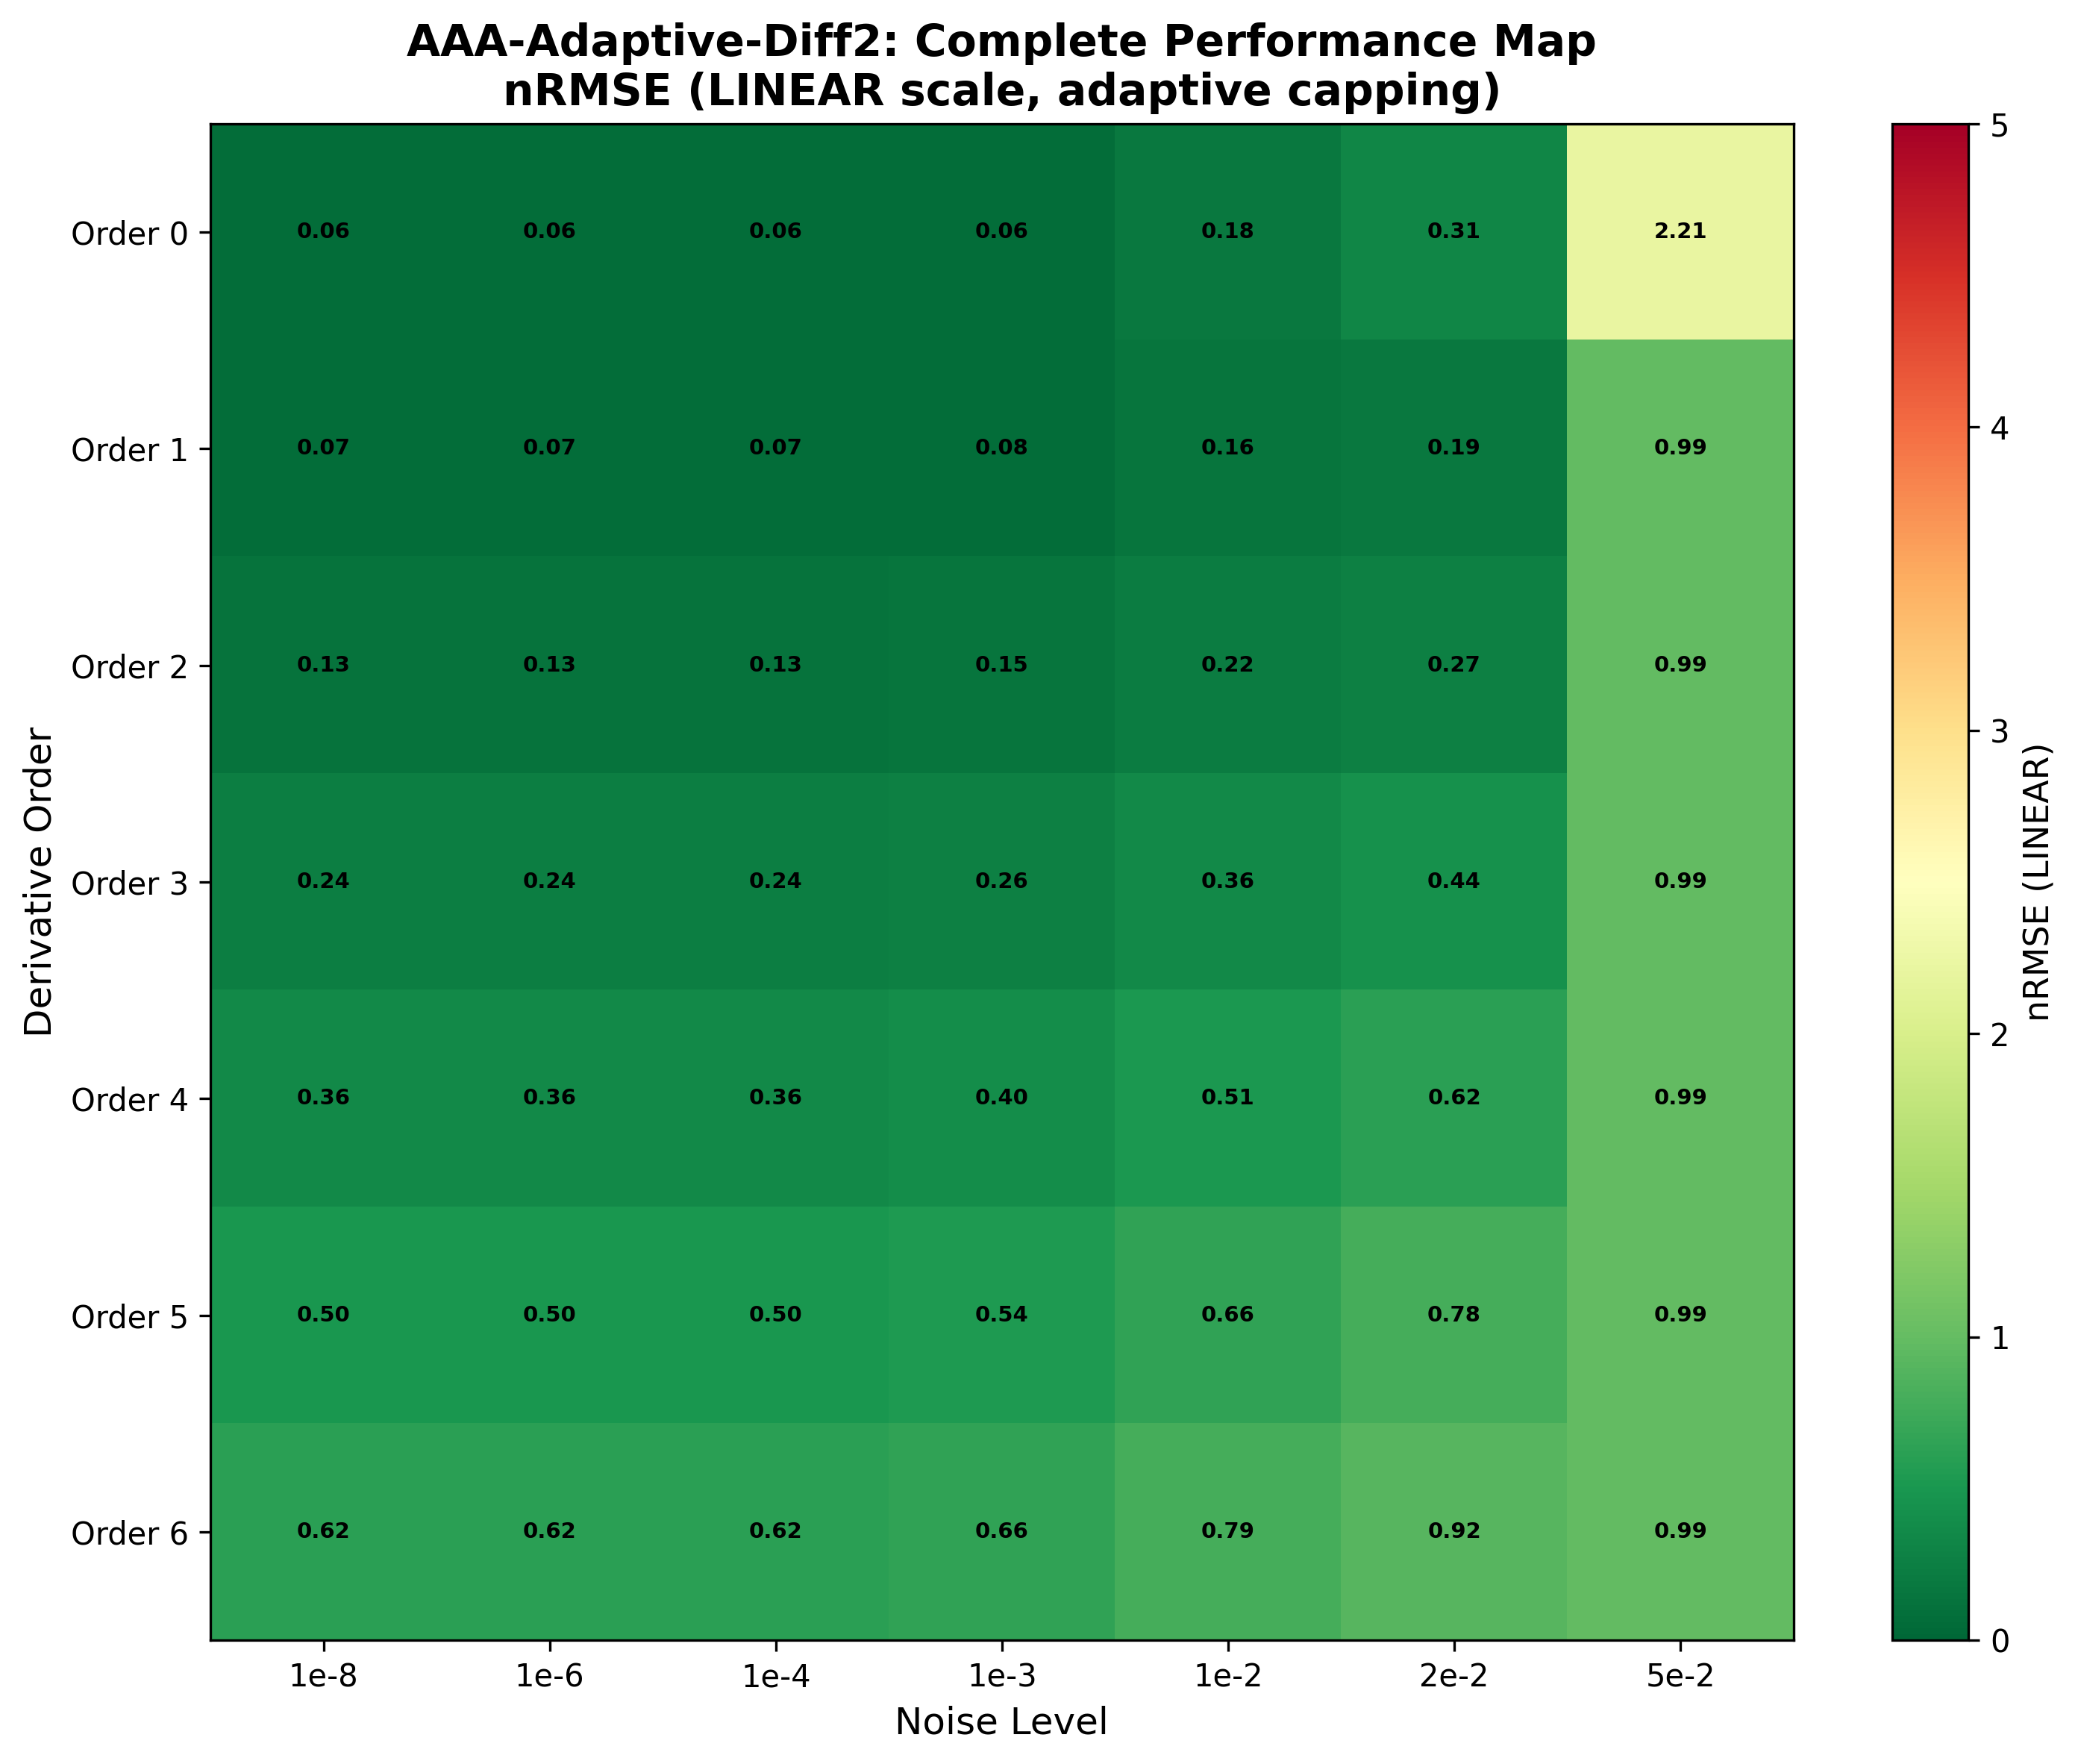 AAA-Adaptive-Diff2: Complete Performance Map
nRMSE (LINEAR scale, adaptive capping)
Order 0 0.06 0.06 0.06 0.06 0.18 0.31 2.21
Order 1 0.07 0.07 0.07 0.08 0.16 0.19 0.99
Order 2 0.13 0.13 0.13 0.15 0.22 0.27 0.99
Order 3 0.24 0.24 0.24 0.26 0.36 0.44 0.99
Order 4 0.36 0.36 0.36 0.40 0.51 0.62 0.99
Order 5 0.50 0.50 0.50 0.54 0.66 0.78 0.99
Order 6 0.62 0.62 0.62 0.66 0.79 0.92 0.99
1e-8 1e-6 1e-4 1e-3 1e-2 2e-2 5e-2
Noise Level
Derivative Order
5
4
3
2
1
0
nRMSE (LINEAR)